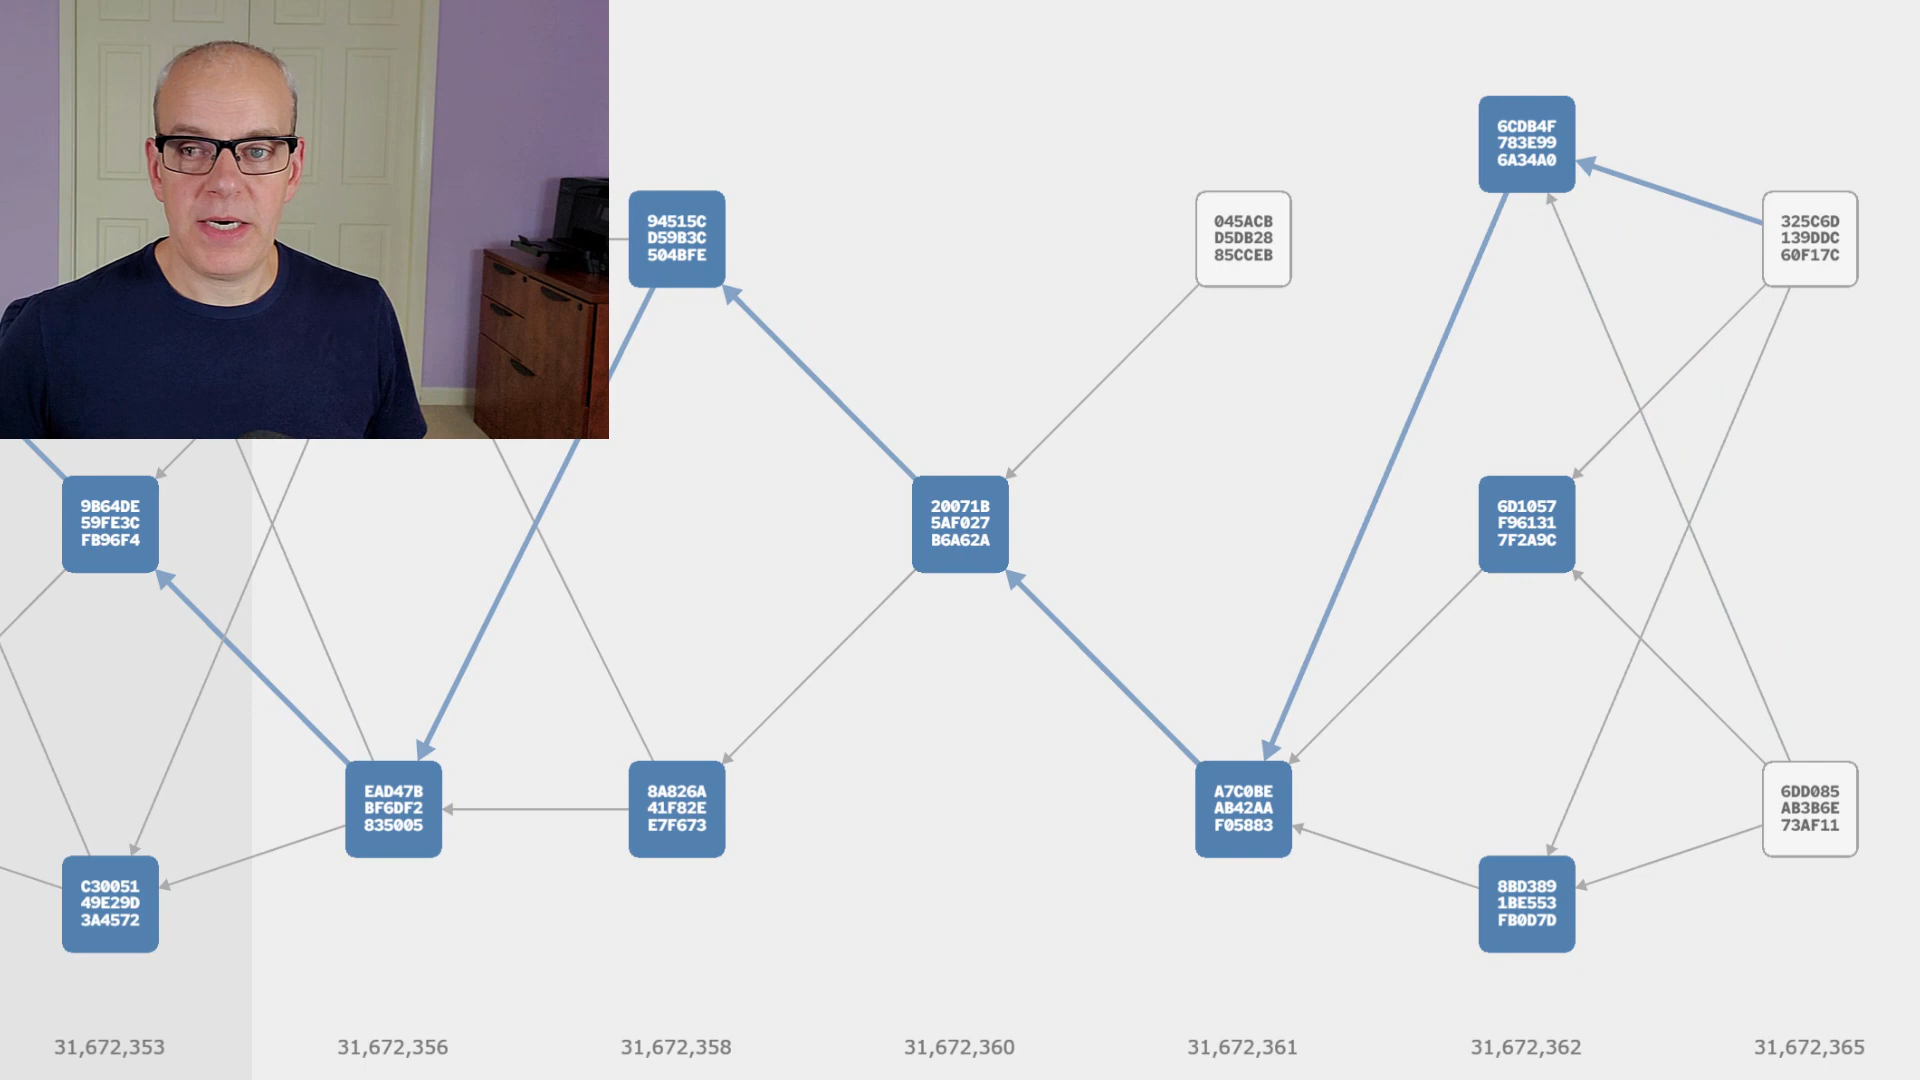 6CDB4F
783E99
6A34A0
94515C
D59B3C
504BFE
045ACB
D5DB28
85CCEB
325C6D
139DDC
60F17C
9B64DE
59FE3C
FB96F4
20071B
5AF027
B6A62A
6D1057
F96131
7F2A9C
EAD47B
BF6DF2
835005
8A826A
41F82E
E7F673
A7C0BE
AB42AA
F05883
6DD085
AB3B6E
73AF11
C30051
49E29D
3A4572
8BD389
1BE553
FB0D7D
31,672,353
31,672,356
31,672,358
31,672,360
31,672,361
31,672,362
31,672,365